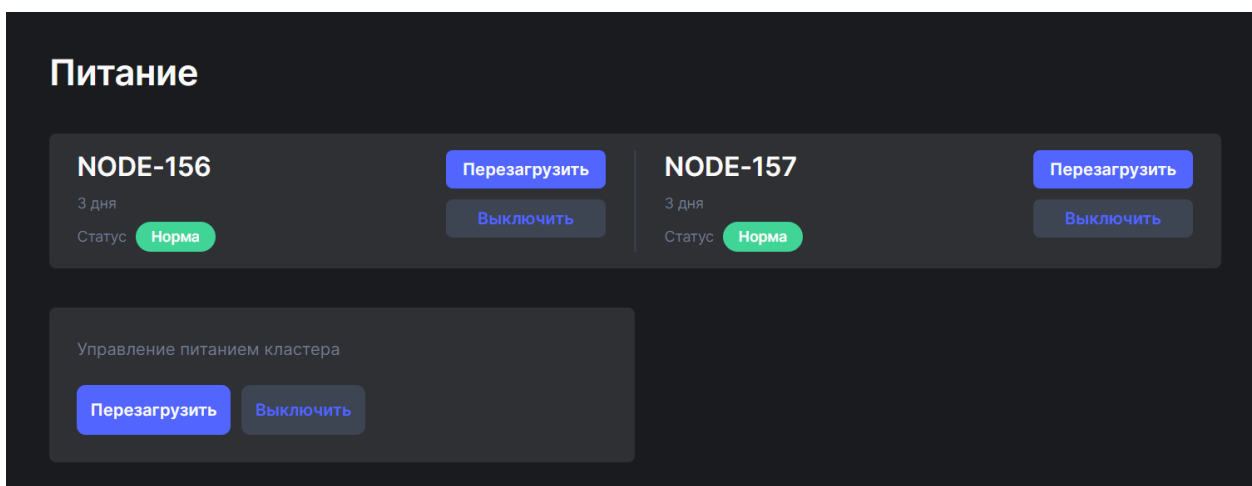 Питание
NODE-156
3 дня
Статус Норма
Перезагрузить
Выключить
NODE-157
3 дня
Статус Норма
Перезагрузить
Выключить
Управление питанием кластера
Перезагрузить Выключить